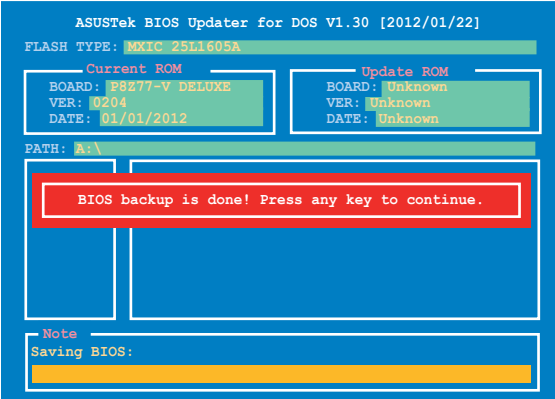 ASUSTek BIOS Updater for DOS V1.30 [2012/01/22]
FLASH TYPE: MXIC 25L1605A
Current ROM
BOARD: P8Z77-V DELUXE
VER: 0204
DATE: 01/01/2012
Update ROM
BOARD: Unknown
VER: Unknown
DATE: Unknown
PATH: A:\
BIOS backup is done! Press any key to continue.
Note
Saving BIOS: